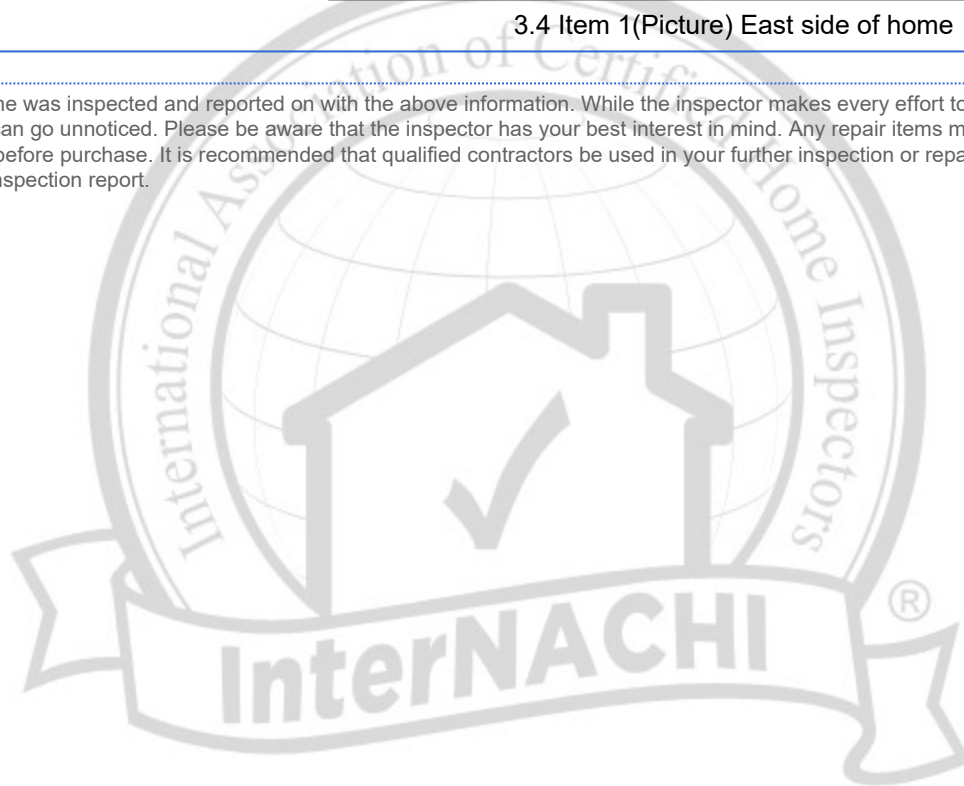 3.4 Item 1(Picture) East side of home
ne was inspected and reported on with the above information. While the inspector makes every effort to
can go unnoticed. Please be aware that the inspector has your best interest in mind. Any repair items m
before purchase. It is recommended that qualified contractors be used in your further inspection or repa
nspection report.
International Association of Certified Home Inspectors
InterNACHI ®